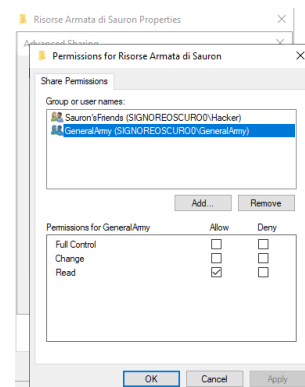 Risorse Armata di Sauron Properties
Advanced Sharing
Permissions for Risorse Armata di Sauron
Share Permissions
Group or user names:
Sauron'sFriends (SIGNOREOSCURO0\Hacker)
GeneralArmy (SIGNOREOSCURO0\GeneralArmy)
Add... Remove
Permissions for GeneralArmy Allow Deny
Full Control
Change
Read
OK Cancel Apply